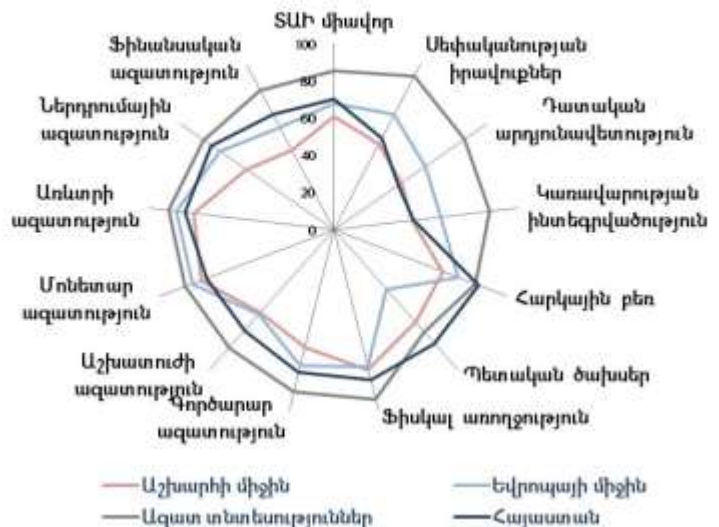 ՏԱԻ միավոր
100
80
60
40
20
0
Սեփականության
իրավուքներ
Դատական
արդյունավետություն
Կառավարության
ինտեգրվածություն
Հարկային բեռ
Պետական ծախսեր
Ֆիսկալ առողջություն
Գործարար
ազատություն
Աշխատուժի
ազատություն
Մոնետար
ազատություն
Առևտրի
ազատություն
Ներդրումային
ազատություն
Ֆինանսական
ազատություն
Աշխարհի միջին
Եվրոպայի միջին
Ազատ տնտեսություններ
Հայաստան